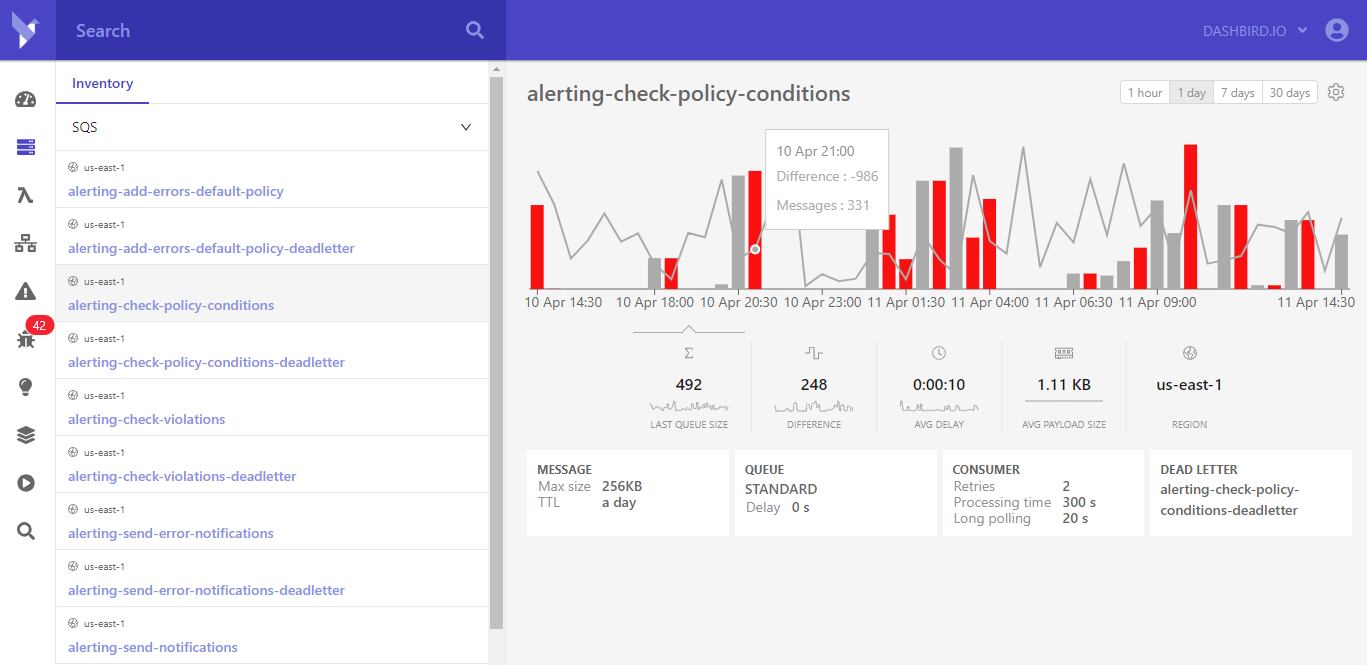 Search
DASHBIRD.IO
Inventory
SQS
us-east-1
alerting-add-errors-default-policy
us-east-1
alerting-add-errors-default-policy-deadletter
us-east-1
alerting-check-policy-conditions
us-east-1
alerting-check-policy-conditions-deadletter
us-east-1
alerting-check-violations
us-east-1
alerting-check-violations-deadletter
us-east-1
alerting-send-error-notifications
us-east-1
alerting-send-error-notifications-deadletter
us-east-1
alerting-send-notifications
42
alerting-check-policy-conditions
1 hour 1 day 7 days 30 days
10 Apr 21:00
Difference : -986
Messages : 331
10 Apr 14:30 10 Apr 18:00 10 Apr 20:30 10 Apr 23:00 11 Apr 01:30 11 Apr 04:00 11 Apr 06:30 11 Apr 09:00 11 Apr 14:30
492 248 0:00:10 1.11 KB us-east-1
LAST QUEUE SIZE DIFFERENCE AVG DELAY AVG PAYLOAD SIZE REGION
MESSAGE
Max size 256KB
TTL a day
QUEUE
STANDARD
Delay 0 s
CONSUMER
Retries 2
Processing time 300 s
Long polling 20 s
DEAD LETTER
alerting-check-policy-
conditions-deadletter